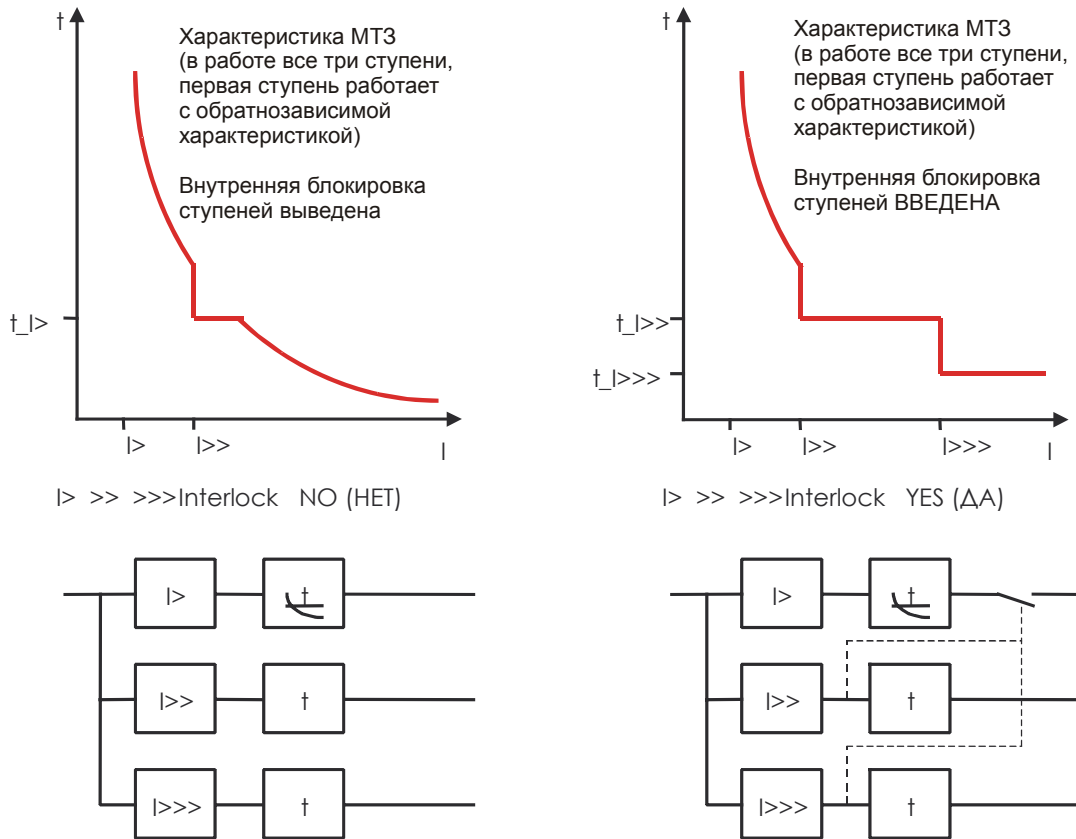 t
Характеристика МТЗ
(в работе все три ступени,
первая ступень работает
с обратнозависимой
характеристикой)
Внутренняя блокировка
ступеней выведена
t_I>
I>
I>>
I
I> >> >>>Interlock NO (НЕТ)
I>
t
I>>
t
I>>>
t
t
Характеристика МТЗ
(в работе все три ступени,
первая ступень работает
с обратнозависимой
характеристикой)
Внутренняя блокировка
ступеней ВВЕДЕНА
t_I>>
t_I>>>
I>
I>>
I>>>
I
I> >> >>>Interlock YES (ДА)
I>
t
I>>
t
I>>>
t